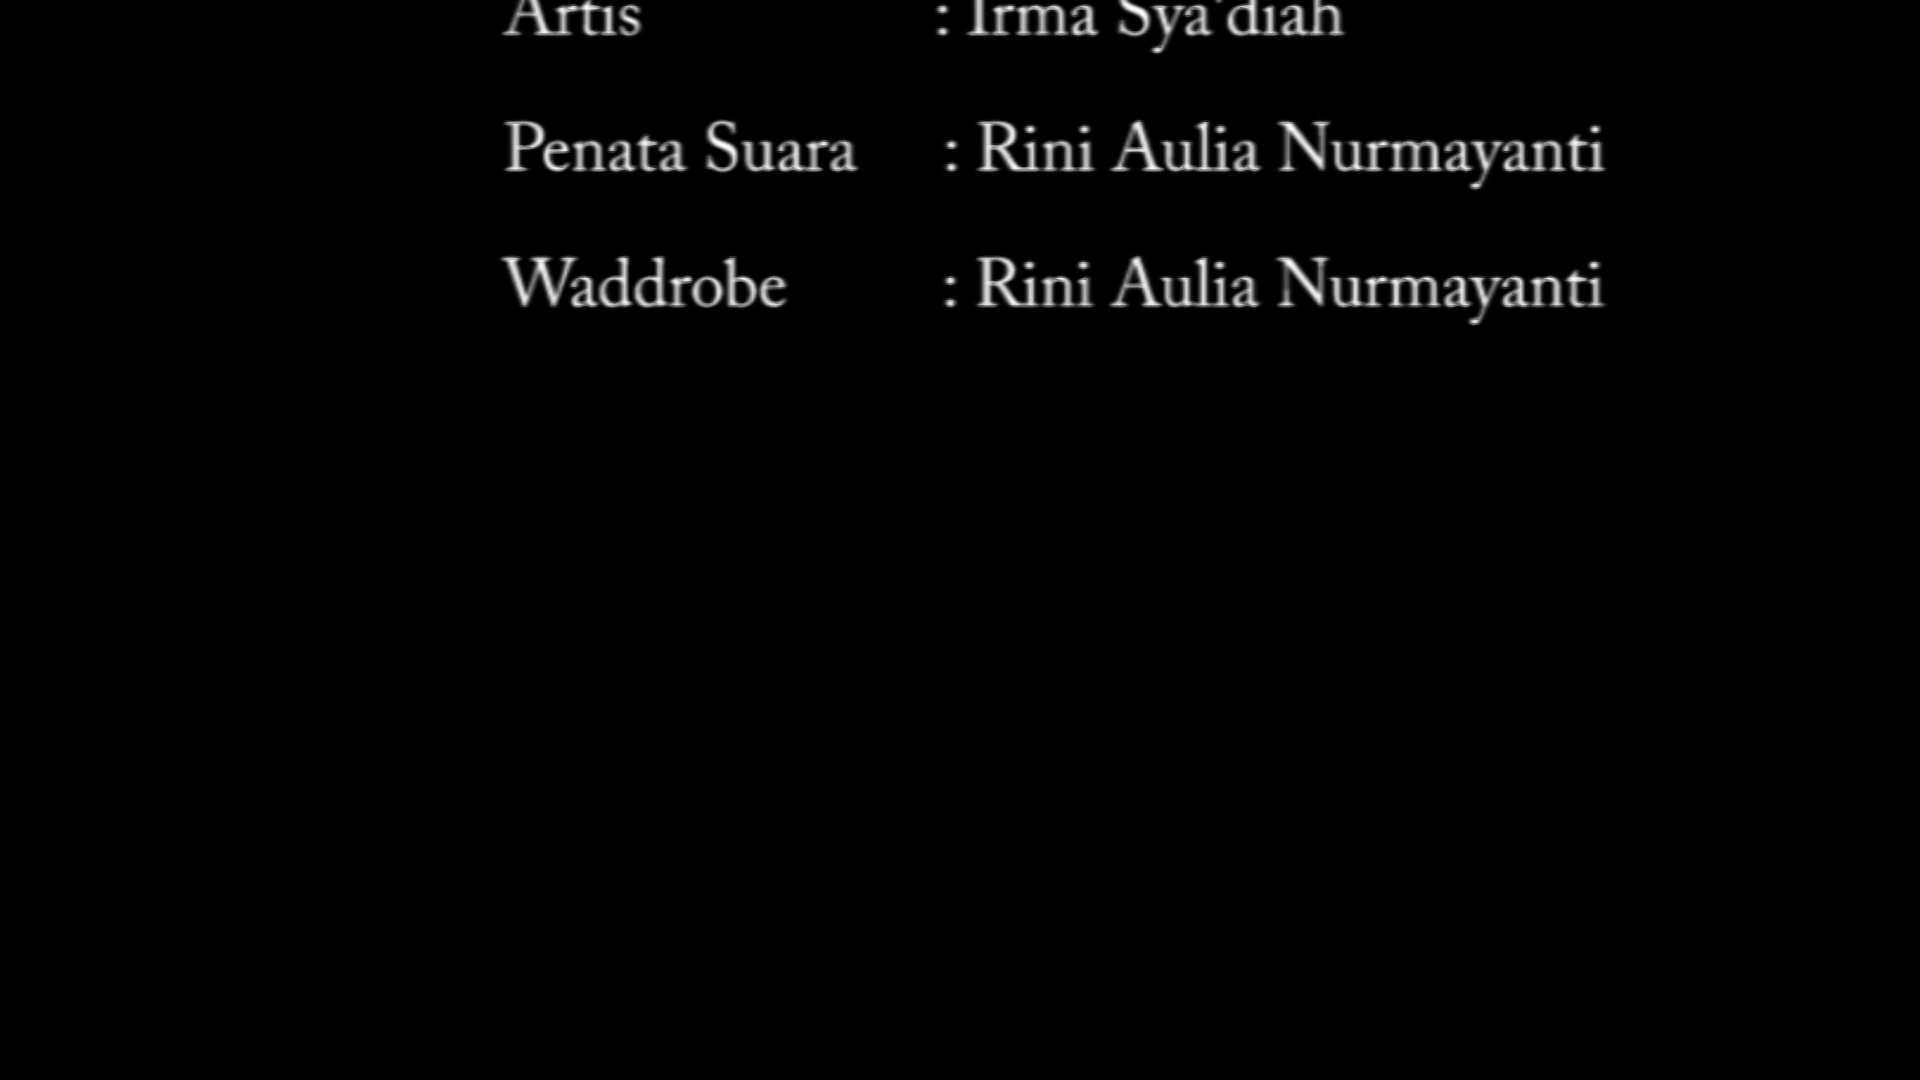 Artis : Irma Sya'diah
Penata Suara : Rini Aulia Nurmayanti
Waddrobe : Rini Aulia Nurmayanti